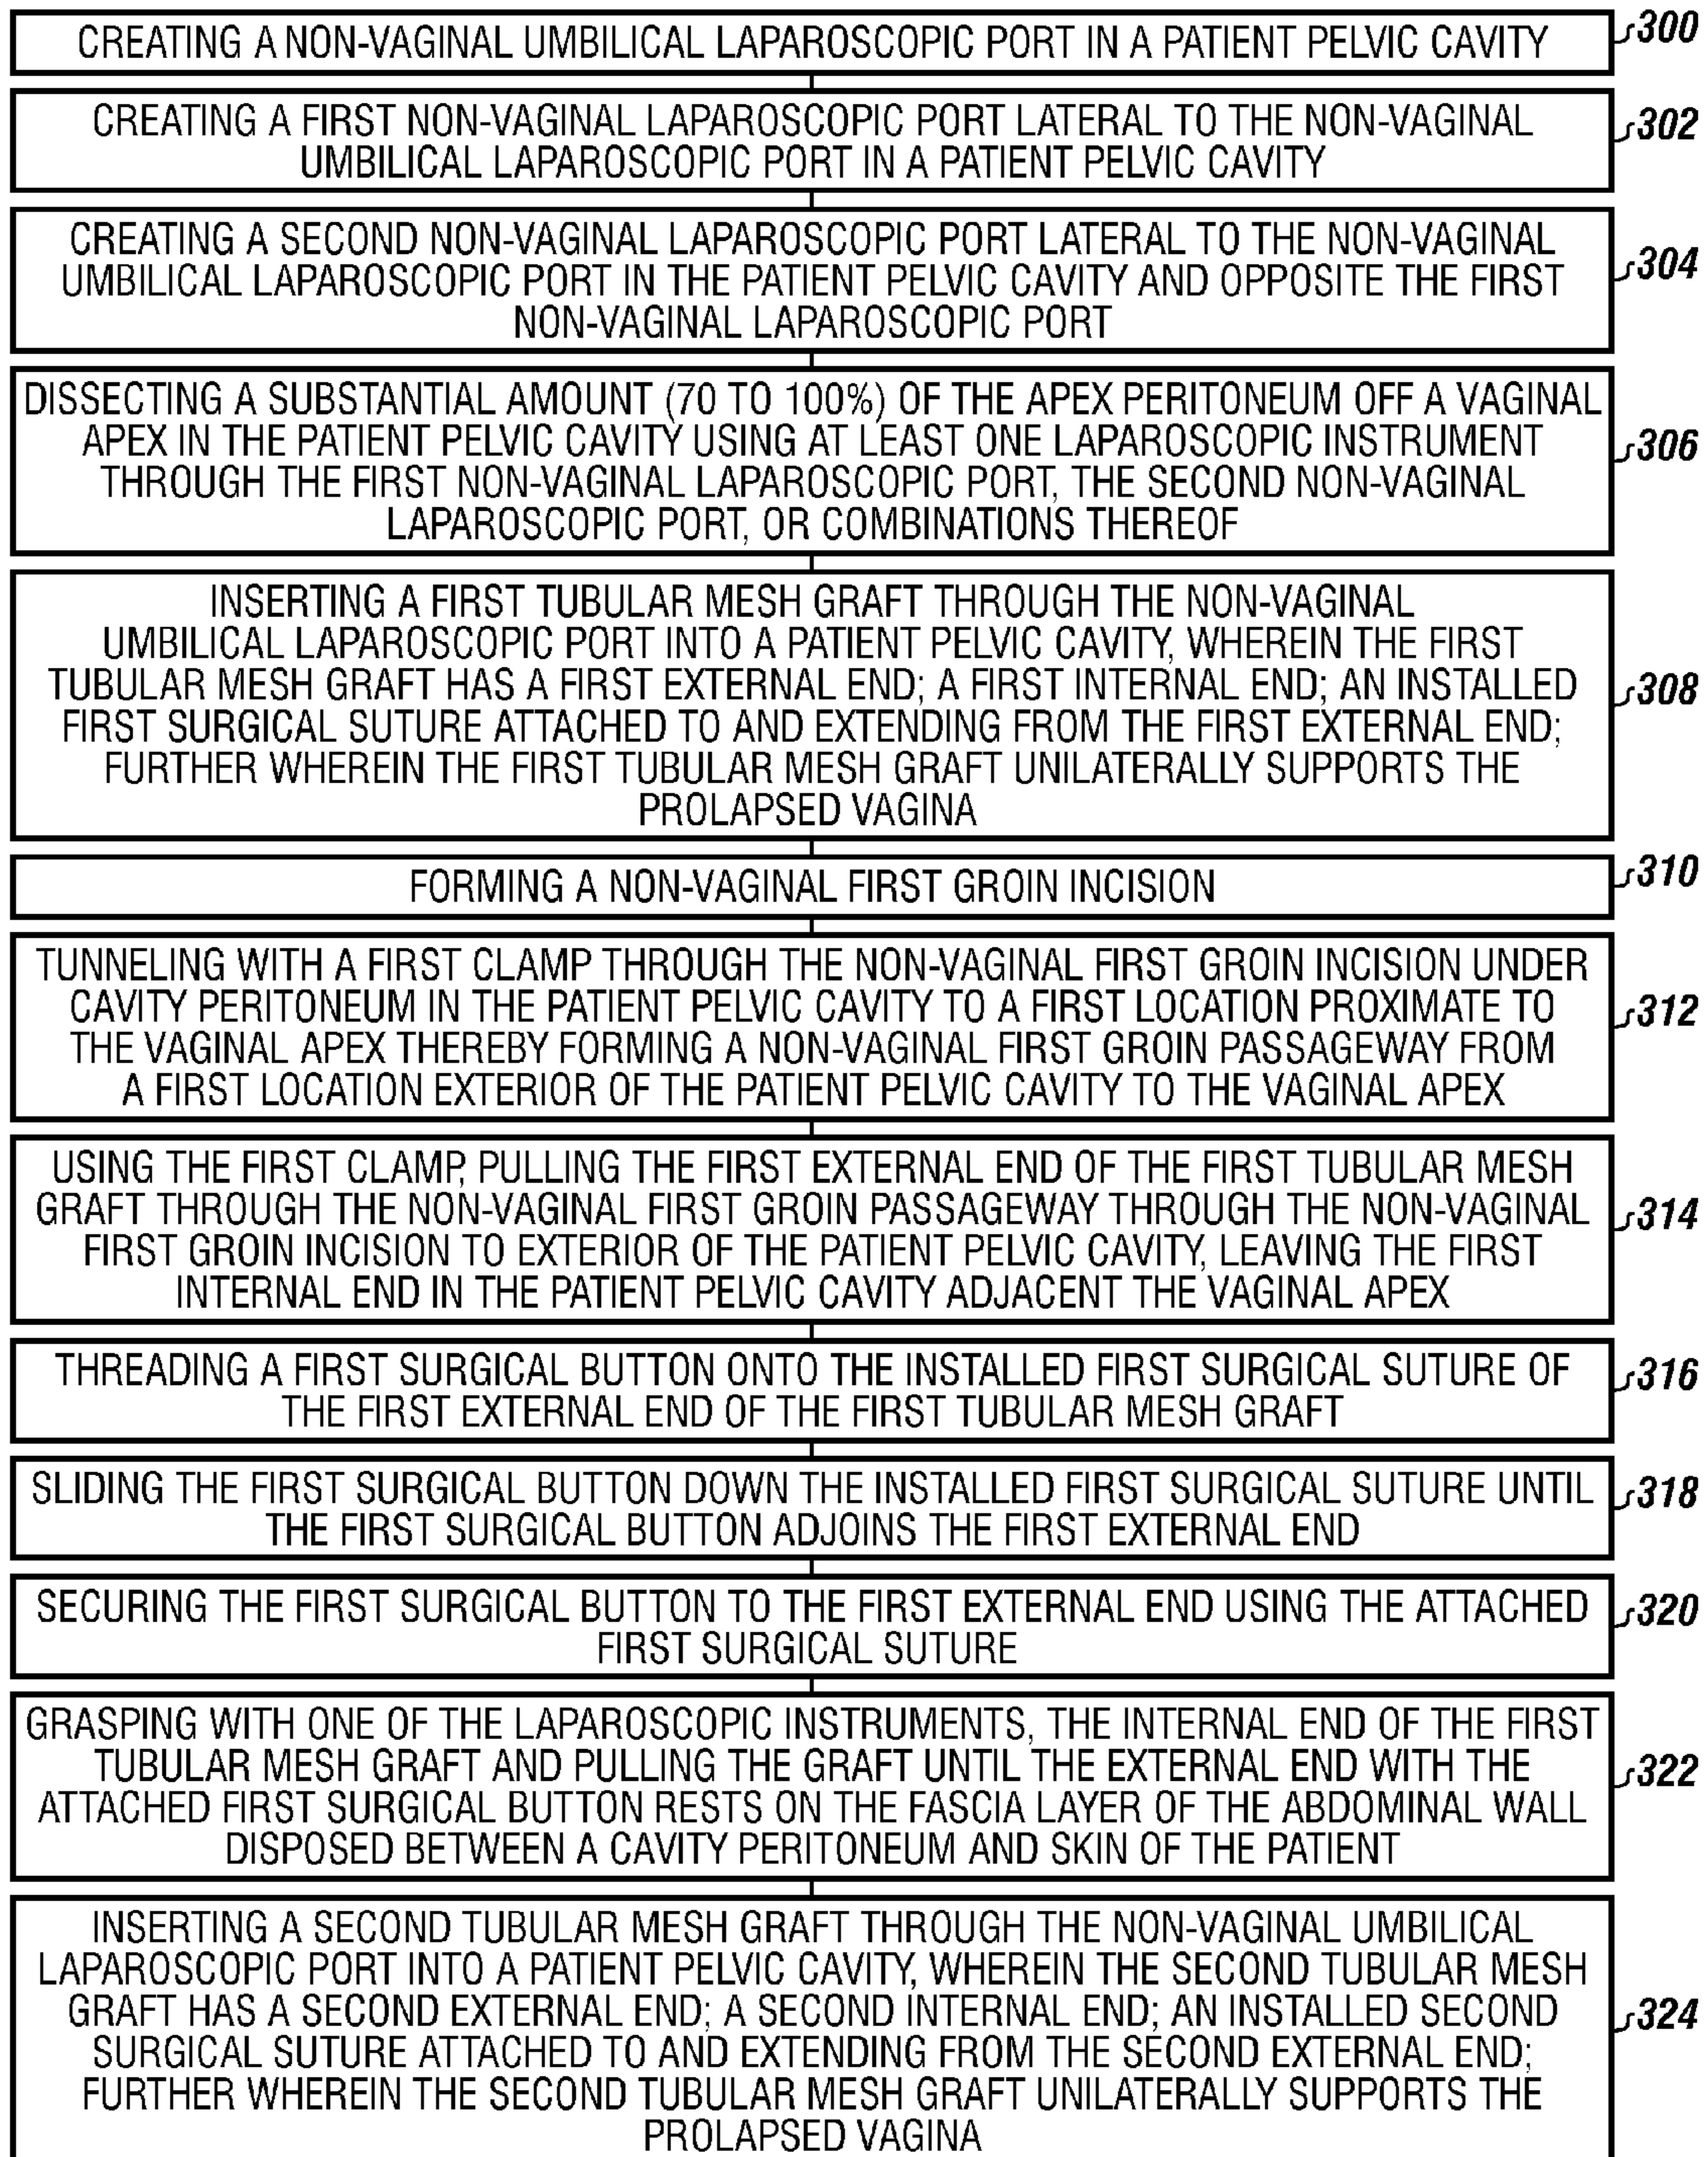 CREATING A NON-VAGINAL UMBILICAL LAPAROSCOPIC PORT IN A PATIENT PELVIC CAVITY
300
CREATING A FIRST NON-VAGINAL LAPAROSCOPIC PORT LATERAL TO THE NON-VAGINAL
UMBILICAL LAPAROSCOPIC PORT IN A PATIENT PELVIC CAVITY
302
CREATING A SECOND NON-VAGINAL LAPAROSCOPIC PORT LATERAL TO THE NON-VAGINAL
UMBILICAL LAPAROSCOPIC PORT IN THE PATIENT PELVIC CAVITY AND OPPOSITE THE FIRST
NON-VAGINAL LAPAROSCOPIC PORT
304
DISSECTING A SUBSTANTIAL AMOUNT (70 TO 100%) OF THE APEX PERITONEUM OFF A VAGINAL
APEX IN THE PATIENT PELVIC CAVITY USING AT LEAST ONE LAPAROSCOPIC INSTRUMENT
THROUGH THE FIRST NON-VAGINAL LAPAROSCOPIC PORT, THE SECOND NON-VAGINAL
LAPAROSCOPIC PORT, OR COMBINATIONS THEREOF
306
INSERTING A FIRST TUBULAR MESH GRAFT THROUGH THE NON-VAGINAL
UMBILICAL LAPAROSCOPIC PORT INTO A PATIENT PELVIC CAVITY, WHEREIN THE FIRST
TUBULAR MESH GRAFT HAS A FIRST EXTERNAL END; A FIRST INTERNAL END; AN INSTALLED
FIRST SURGICAL SUTURE ATTACHED TO AND EXTENDING FROM THE FIRST EXTERNAL END;
FURTHER WHEREIN THE FIRST TUBULAR MESH GRAFT UNILATERALLY SUPPORTS THE
PROLAPSED VAGINA
308
FORMING A NON-VAGINAL FIRST GROIN INCISION
310
TUNNELING WITH A FIRST CLAMP THROUGH THE NON-VAGINAL FIRST GROIN INCISION UNDER
CAVITY PERITONEUM IN THE PATIENT PELVIC CAVITY TO A FIRST LOCATION PROXIMATE TO
THE VAGINAL APEX THEREBY FORMING A NON-VAGINAL FIRST GROIN PASSAGEWAY FROM
A FIRST LOCATION EXTERIOR OF THE PATIENT PELVIC CAVITY TO THE VAGINAL APEX
312
USING THE FIRST CLAMP, PULLING THE FIRST EXTERNAL END OF THE FIRST TUBULAR MESH
GRAFT THROUGH THE NON-VAGINAL FIRST GROIN PASSAGEWAY THROUGH THE NON-VAGINAL
FIRST GROIN INCISION TO EXTERIOR OF THE PATIENT PELVIC CAVITY, LEAVING THE FIRST
INTERNAL END IN THE PATIENT PELVIC CAVITY ADJACENT THE VAGINAL APEX
314
THREADING A FIRST SURGICAL BUTTON ONTO THE INSTALLED FIRST SURGICAL SUTURE OF
THE FIRST EXTERNAL END OF THE FIRST TUBULAR MESH GRAFT
316
SLIDING THE FIRST SURGICAL BUTTON DOWN THE INSTALLED FIRST SURGICAL SUTURE UNTIL
THE FIRST SURGICAL BUTTON ADJOINS THE FIRST EXTERNAL END
318
SECURING THE FIRST SURGICAL BUTTON TO THE FIRST EXTERNAL END USING THE ATTACHED
FIRST SURGICAL SUTURE
320
GRASPING WITH ONE OF THE LAPAROSCOPIC INSTRUMENTS, THE INTERNAL END OF THE FIRST
TUBULAR MESH GRAFT AND PULLING THE GRAFT UNTIL THE EXTERNAL END WITH THE
ATTACHED FIRST SURGICAL BUTTON RESTS ON THE FASCIA LAYER OF THE ABDOMINAL WALL
DISPOSED BETWEEN A CAVITY PERITONEUM AND SKIN OF THE PATIENT
322
INSERTING A SECOND TUBULAR MESH GRAFT THROUGH THE NON-VAGINAL UMBILICAL
LAPAROSCOPIC PORT INTO A PATIENT PELVIC CAVITY, WHEREIN THE SECOND TUBULAR MESH
GRAFT HAS A SECOND EXTERNAL END; A SECOND INTERNAL END; AN INSTALLED SECOND
SURGICAL SUTURE ATTACHED TO AND EXTENDING FROM THE SECOND EXTERNAL END;
FURTHER WHEREIN THE SECOND TUBULAR MESH GRAFT UNILATERALLY SUPPORTS THE
PROLAPSED VAGINA
324